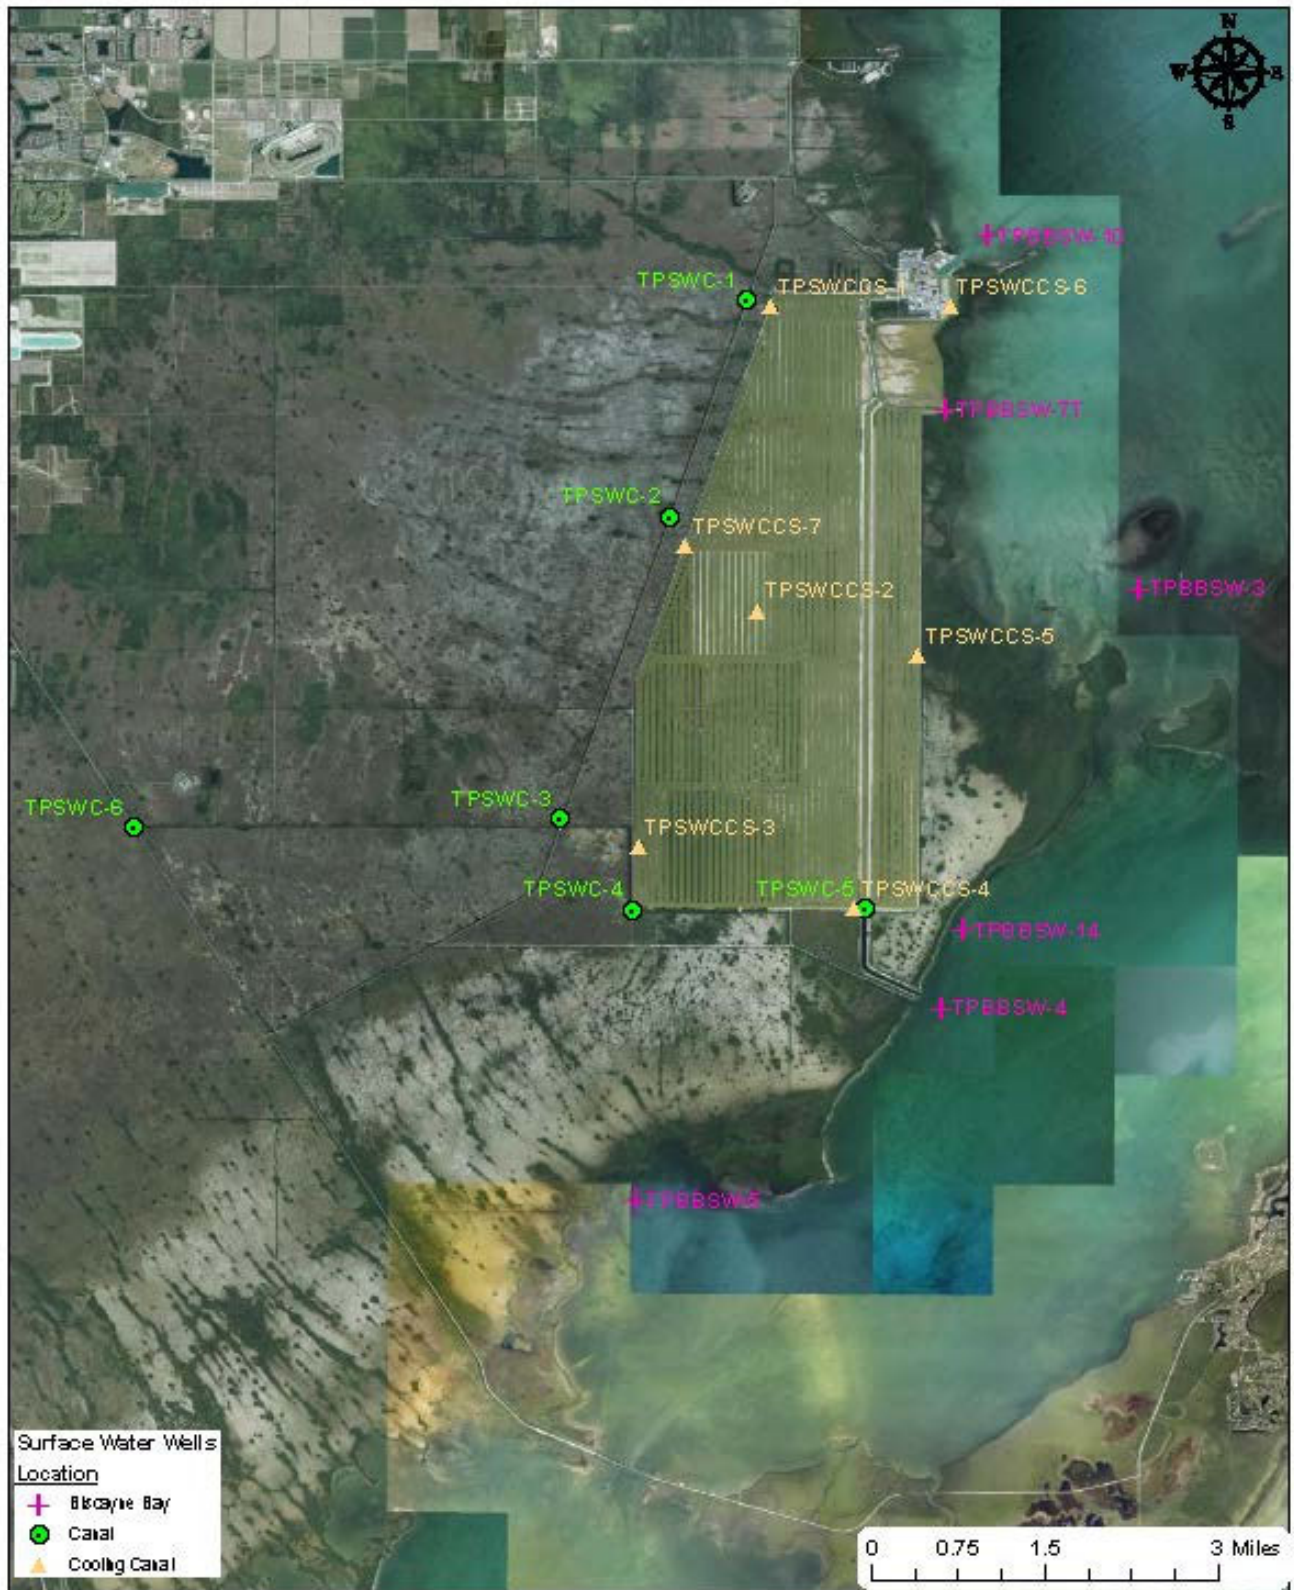 N
W E
S
TPBBSW-10
TPSWC-1
TPSWCCS-1
TPSWCCS-6
TPBBSW-7T
TPSWC-2
TPSWCCS-7
TPSWCCS-2
TPBBSW-3
TPSWCCS-5
TPSWC-6
TPSWC-3
TPSWCCS-3
TPSWC-4
TPSWC-5
TPSWCCS-4
TPBBSW-14
TPBBSW-4
TPBBSW-5
Surface Water Wells
Location
Biscayne Bay
Canal
Cooling Canal
0 0.75 1.5 3 Miles